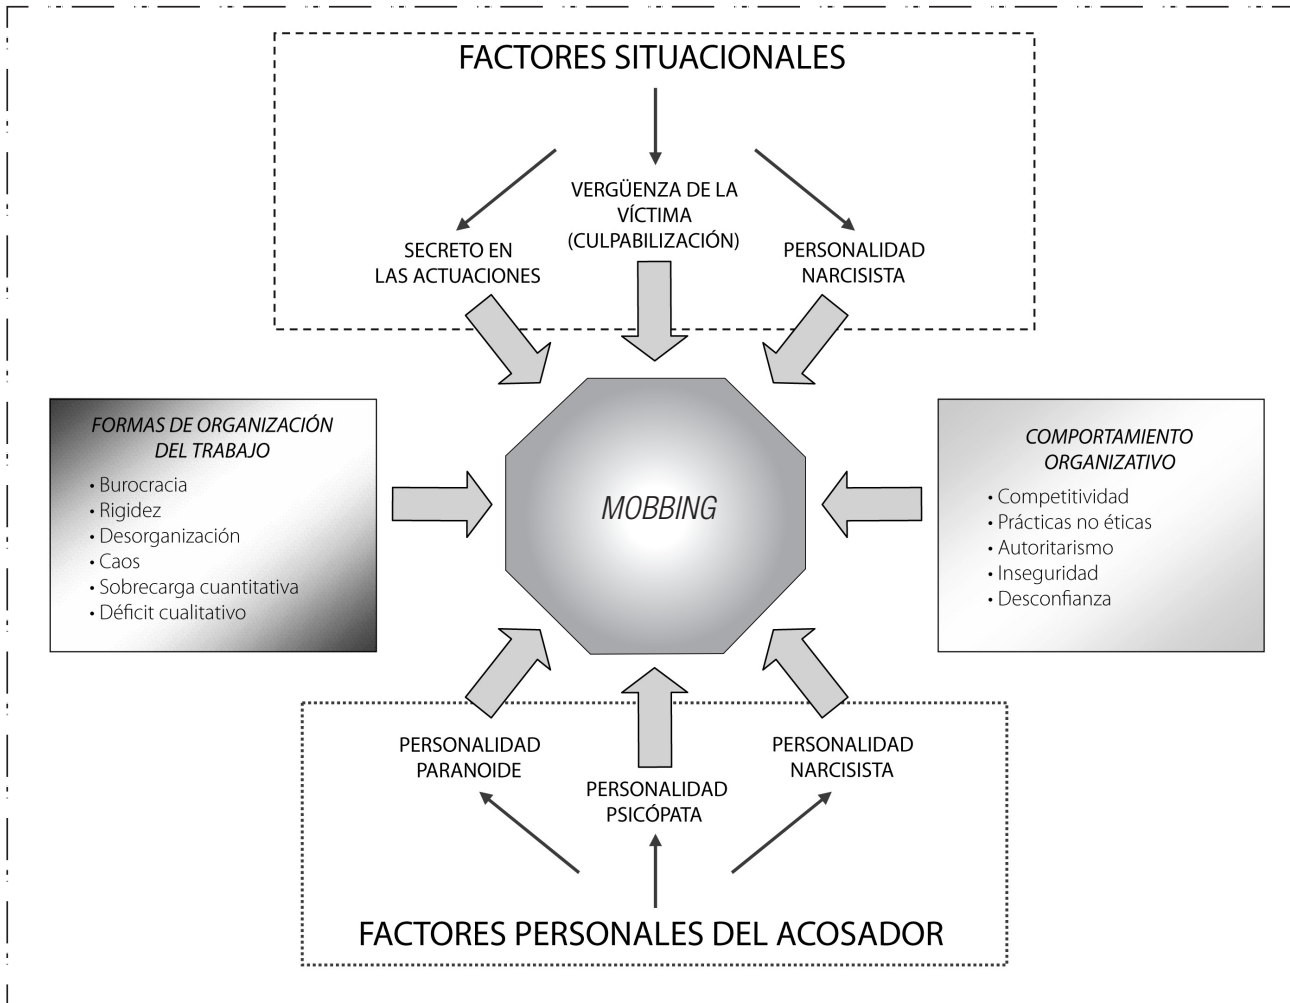 FACTORES SITUACIONALES
VERGÜENZA DE LA
VÍCTIMA
(CULPABILIZACIÓN)
SECRETO EN
LAS ACTUACIONES
PERSONALIDAD
NARCISISTA
FORMAS DE ORGANIZACIÓN
DEL TRABAJO
• Burocracia
• Rigidez
• Desorganización
• Caos
• Sobrecarga cuantitativa
• Déficit cualitativo
MOBBING
COMPORTAMIENTO
ORGANIZATIVO
• Competitividad
• Prácticas no éticas
• Autoritarismo
• Inseguridad
• Desconfianza
PERSONALIDAD
PARANOIDE
PERSONALIDAD
PSICÓPATA
PERSONALIDAD
NARCISISTA
FACTORES PERSONALES DEL ACOSADOR